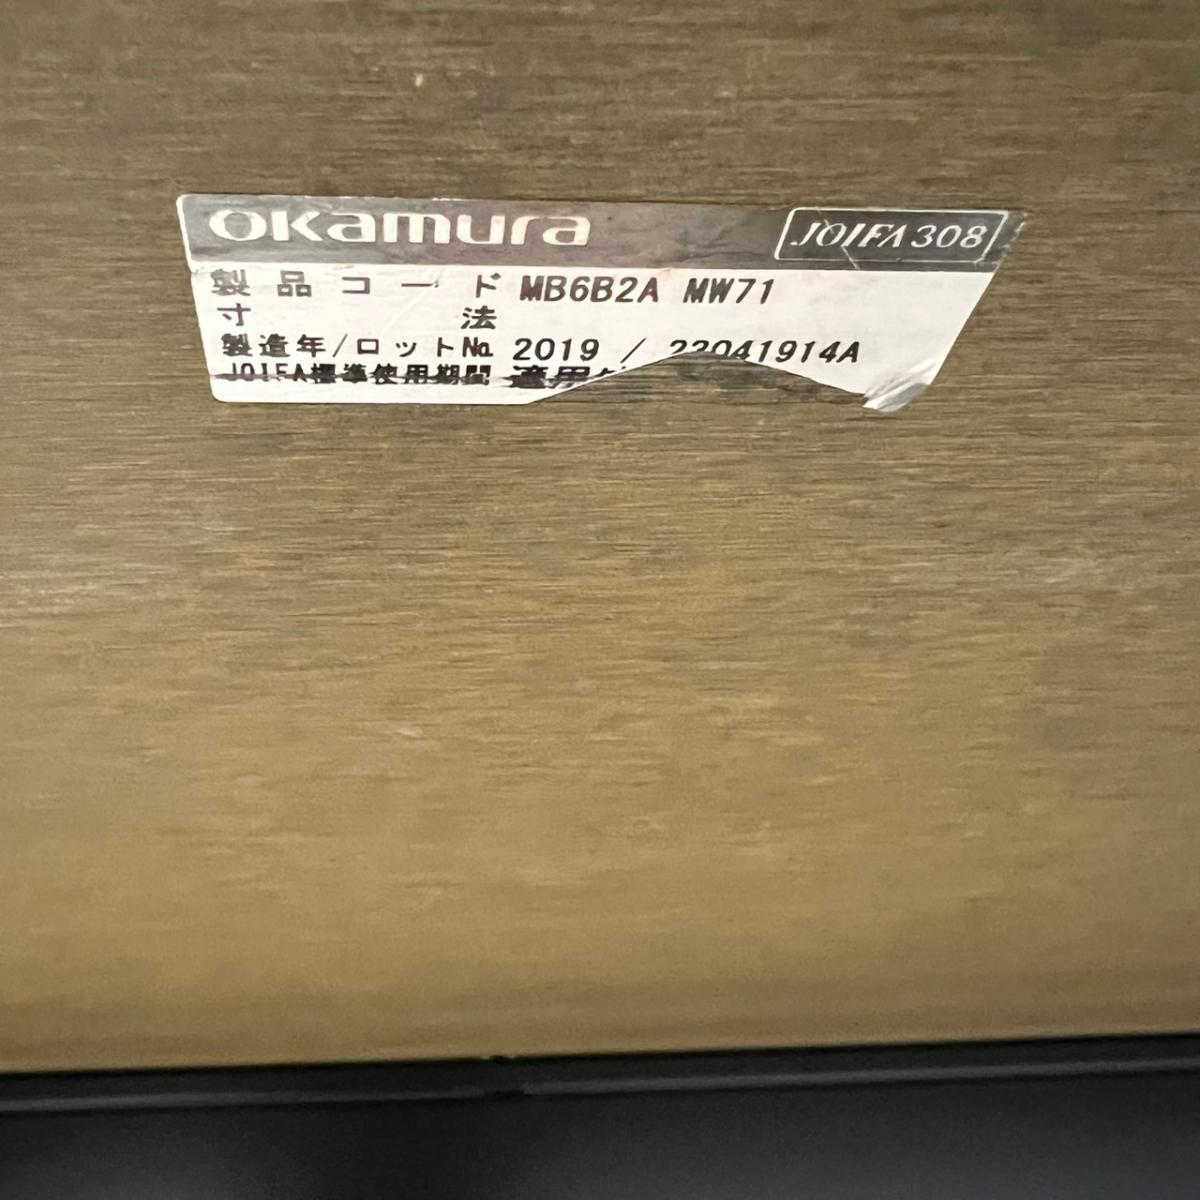 okamura JOIFA 308
製品コード MB6B2A MW71
寸法
製造年/ロット№ 2019 / 22041914A
JOIFA標準使用期間 適用